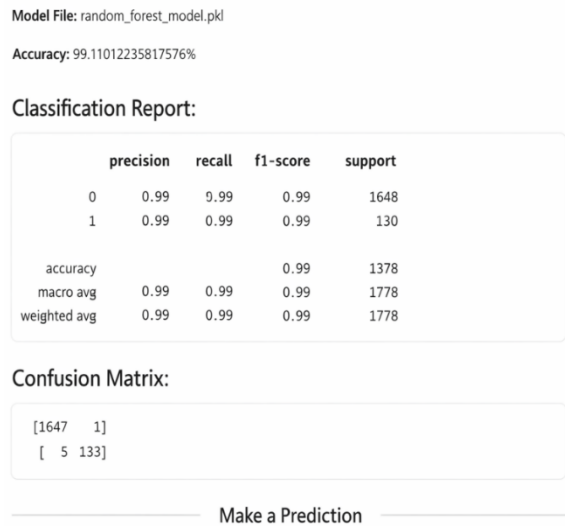 Model File: random_forest_model.pkl
Accuracy: 99.11012235817576%
Classification Report:
precision recall f1-score support
0 0.99 0.99 0.99 1648
1 0.99 0.99 0.99 130
accuracy 0.99 1378
macro avg 0.99 0.99 0.99 1778
weighted avg 0.99 0.99 0.99 1778
Confusion Matrix:
[1647 1]
[ 5 133]
Make a Prediction